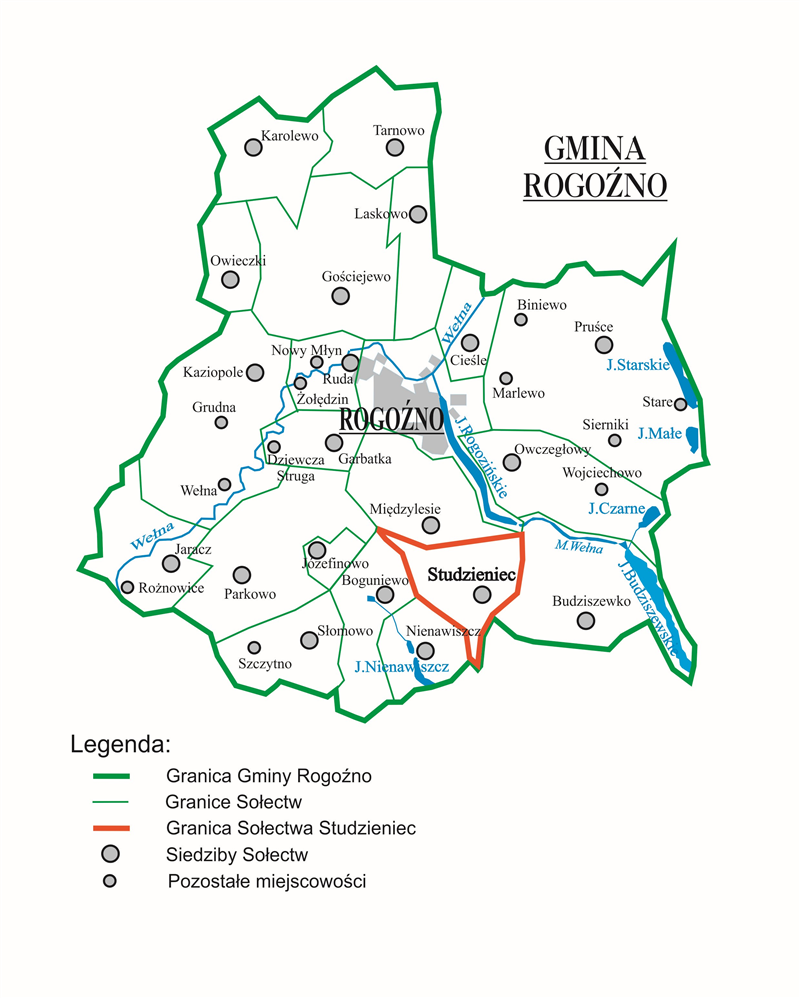 Karolewo
Tarnowo
GMINA
ROGOŹNO
Laskowo
Owieczki
Gościejewo
Wełna
Biniewo
Pruśce
Cieśle
Nowy Młyn
Ruda
Kaziopole
J.Starskie
Żołędzin
Marlewo
Stare
Grudna
ROGOŹNO
J.Rogozińskie
Sierniki
J.Małe
Dziewcza
Struga
Garbatka
Owczegłowy
Wojciechowo
Wełna
Międzylesie
J.Czarne
Wełna
M.Wełna
Jaracz
Józefinowo
Boguniewo
Studzieniec
J.Budziszewskie
Rożnowice
Parkowo
Budziszewko
Słomowo
Nienawiszcz
Szczytno
J.Nienawiszcz
Legenda:
Granica Gminy Rogoźno
Granice Sołectw
Granica Sołectwa Studzieniec
Siedziby Sołectw
Pozostałe miejscowości